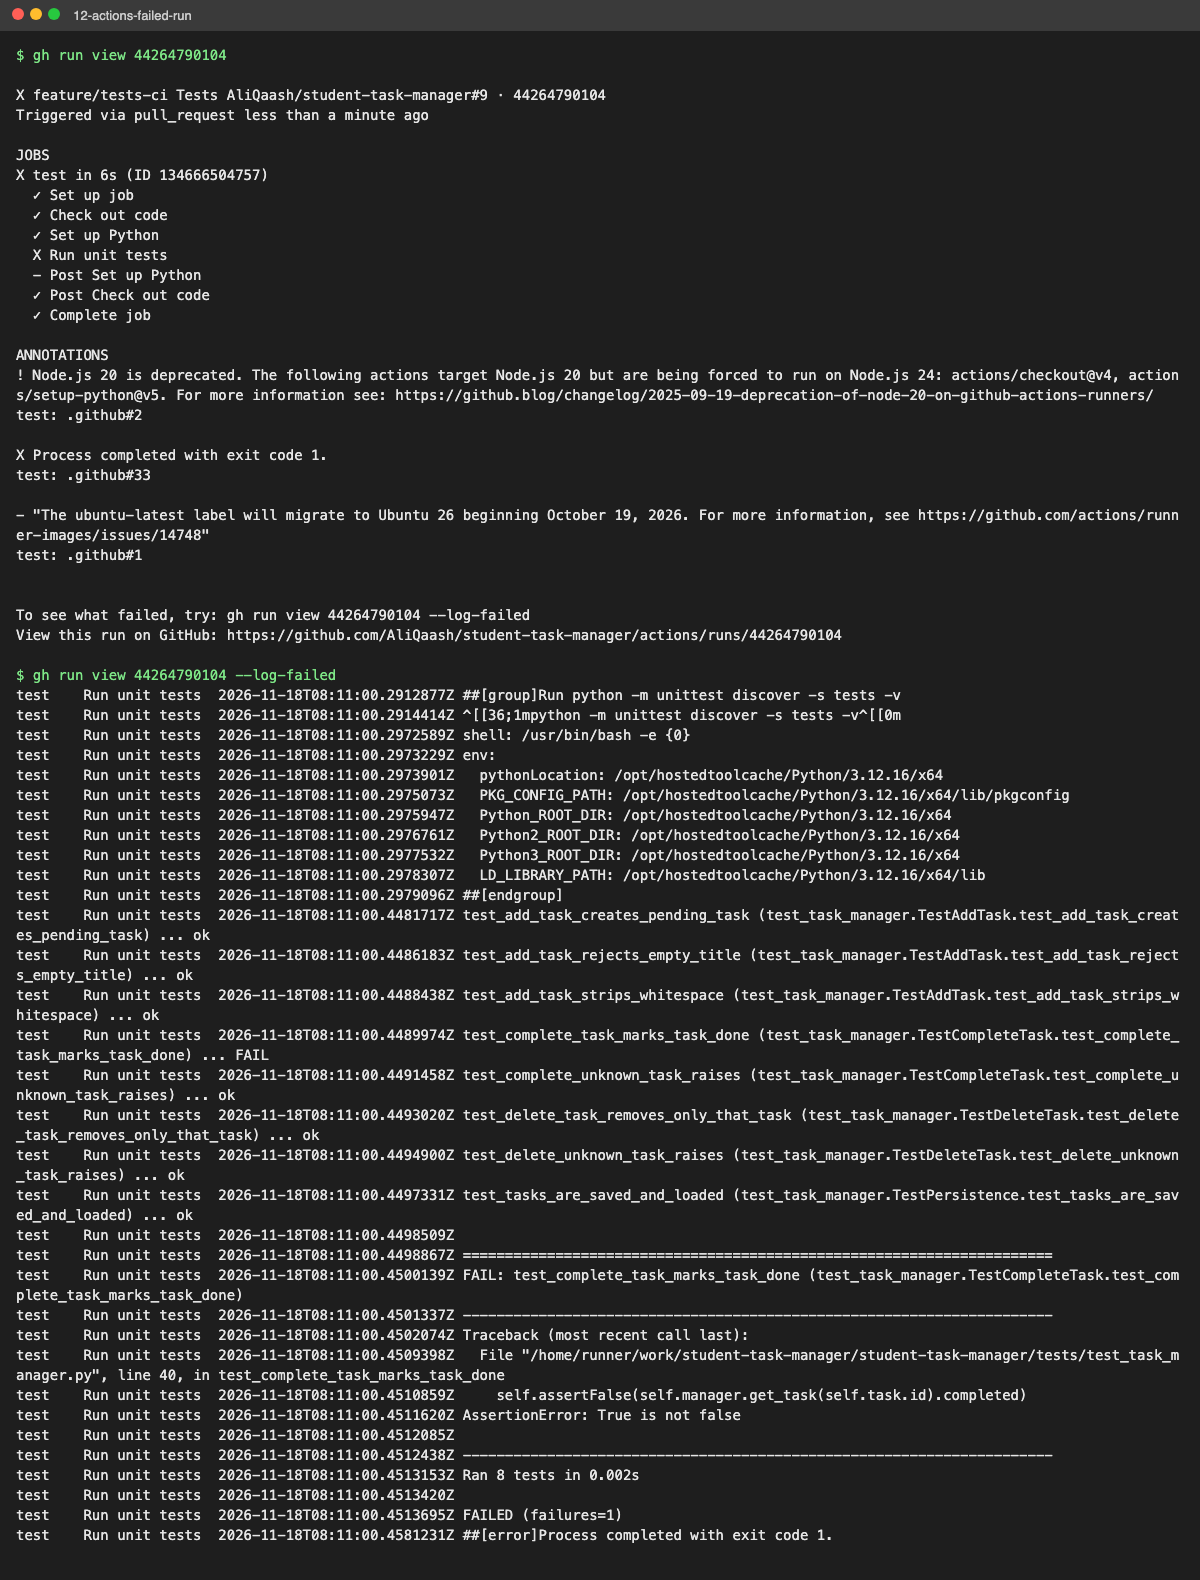 12-actions-failed-run
$ gh run view 44264790104
X feature/tests-ci Tests AliQaash/student-task-manager#9 · 44264790104
Triggered via pull_request less than a minute ago
JOBS
X test in 6s (ID 134666504757)
✓ Set up job
✓ Check out code
✓ Set up Python
X Run unit tests
- Post Set up Python
✓ Post Check out code
✓ Complete job
ANNOTATIONS
! Node.js 20 is deprecated. The following actions target Node.js 20 but are being forced to run on Node.js 24: actions/checkout@v4, action
s/setup-python@v5. For more information see: https://github.blog/changelog/2025-09-19-deprecation-of-node-20-on-github-actions-runners/
test: .github#2
X Process completed with exit code 1.
test: .github#33
- "The ubuntu-latest label will migrate to Ubuntu 26 beginning October 19, 2026. For more information, see https://github.com/actions/runn
er-images/issues/14748"
test: .github#1
To see what failed, try: gh run view 44264790104 --log-failed
View this run on GitHub: https://github.com/AliQaash/student-task-manager/actions/runs/44264790104
$ gh run view 44264790104 --log-failed
test    Run unit tests  2026-11-18T08:11:00.2912877Z ##[group]Run python -m unittest discover -s tests -v
test    Run unit tests  2026-11-18T08:11:00.2914414Z ^[[36;1mpython -m unittest discover -s tests -v^[[0m
test    Run unit tests  2026-11-18T08:11:00.2972589Z shell: /usr/bin/bash -e {0}
test    Run unit tests  2026-11-18T08:11:00.2973229Z env:
test    Run unit tests  2026-11-18T08:11:00.2973901Z   pythonLocation: /opt/hostedtoolcache/Python/3.12.16/x64
test    Run unit tests  2026-11-18T08:11:00.2975073Z   PKG_CONFIG_PATH: /opt/hostedtoolcache/Python/3.12.16/x64/lib/pkgconfig
test    Run unit tests  2026-11-18T08:11:00.2975947Z   Python_ROOT_DIR: /opt/hostedtoolcache/Python/3.12.16/x64
test    Run unit tests  2026-11-18T08:11:00.2976761Z   Python2_ROOT_DIR: /opt/hostedtoolcache/Python/3.12.16/x64
test    Run unit tests  2026-11-18T08:11:00.2977532Z   Python3_ROOT_DIR: /opt/hostedtoolcache/Python/3.12.16/x64
test    Run unit tests  2026-11-18T08:11:00.2978307Z   LD_LIBRARY_PATH: /opt/hostedtoolcache/Python/3.12.16/x64/lib
test    Run unit tests  2026-11-18T08:11:00.2979096Z ##[endgroup]
test    Run unit tests  2026-11-18T08:11:00.4481717Z test_add_task_creates_pending_task (test_task_manager.TestAddTask.test_add_task_creat
es_pending_task) ... ok
test    Run unit tests  2026-11-18T08:11:00.4486183Z test_add_task_rejects_empty_title (test_task_manager.TestAddTask.test_add_task_reject
s_empty_title) ... ok
test    Run unit tests  2026-11-18T08:11:00.4488438Z test_add_task_strips_whitespace (test_task_manager.TestAddTask.test_add_task_strips_w
hitespace) ... ok
test    Run unit tests  2026-11-18T08:11:00.4489974Z test_complete_task_marks_task_done (test_task_manager.TestCompleteTask.test_complete_
task_marks_task_done) ... FAIL
test    Run unit tests  2026-11-18T08:11:00.4491458Z test_complete_unknown_task_raises (test_task_manager.TestCompleteTask.test_complete_u
nknown_task_raises) ... ok
test    Run unit tests  2026-11-18T08:11:00.4493020Z test_delete_task_removes_only_that_task (test_task_manager.TestDeleteTask.test_delete
_task_removes_only_that_task) ... ok
test    Run unit tests  2026-11-18T08:11:00.4494900Z test_delete_unknown_task_raises (test_task_manager.TestDeleteTask.test_delete_unknown
_task_raises) ... ok
test    Run unit tests  2026-11-18T08:11:00.4497331Z test_tasks_are_saved_and_loaded (test_task_manager.TestPersistence.test_tasks_are_sav
ed_and_loaded) ... ok
test    Run unit tests  2026-11-18T08:11:00.4498509Z
test    Run unit tests  2026-11-18T08:11:00.4498867Z ======================================================================
test    Run unit tests  2026-11-18T08:11:00.4500139Z FAIL: test_complete_task_marks_task_done (test_task_manager.TestCompleteTask.test_com
plete_task_marks_task_done)
test    Run unit tests  2026-11-18T08:11:00.4501337Z ----------------------------------------------------------------------
test    Run unit tests  2026-11-18T08:11:00.4502074Z Traceback (most recent call last):
test    Run unit tests  2026-11-18T08:11:00.4509398Z   File "/home/runner/work/student-task-manager/student-task-manager/tests/test_task_m
anager.py", line 40, in test_complete_task_marks_task_done
test    Run unit tests  2026-11-18T08:11:00.4510859Z     self.assertFalse(self.manager.get_task(self.task.id).completed)
test    Run unit tests  2026-11-18T08:11:00.4511620Z AssertionError: True is not false
test    Run unit tests  2026-11-18T08:11:00.4512085Z
test    Run unit tests  2026-11-18T08:11:00.4512438Z ----------------------------------------------------------------------
test    Run unit tests  2026-11-18T08:11:00.4513153Z Ran 8 tests in 0.002s
test    Run unit tests  2026-11-18T08:11:00.4513420Z
test    Run unit tests  2026-11-18T08:11:00.4513695Z FAILED (failures=1)
test    Run unit tests  2026-11-18T08:11:00.4581231Z ##[error]Process completed with exit code 1.